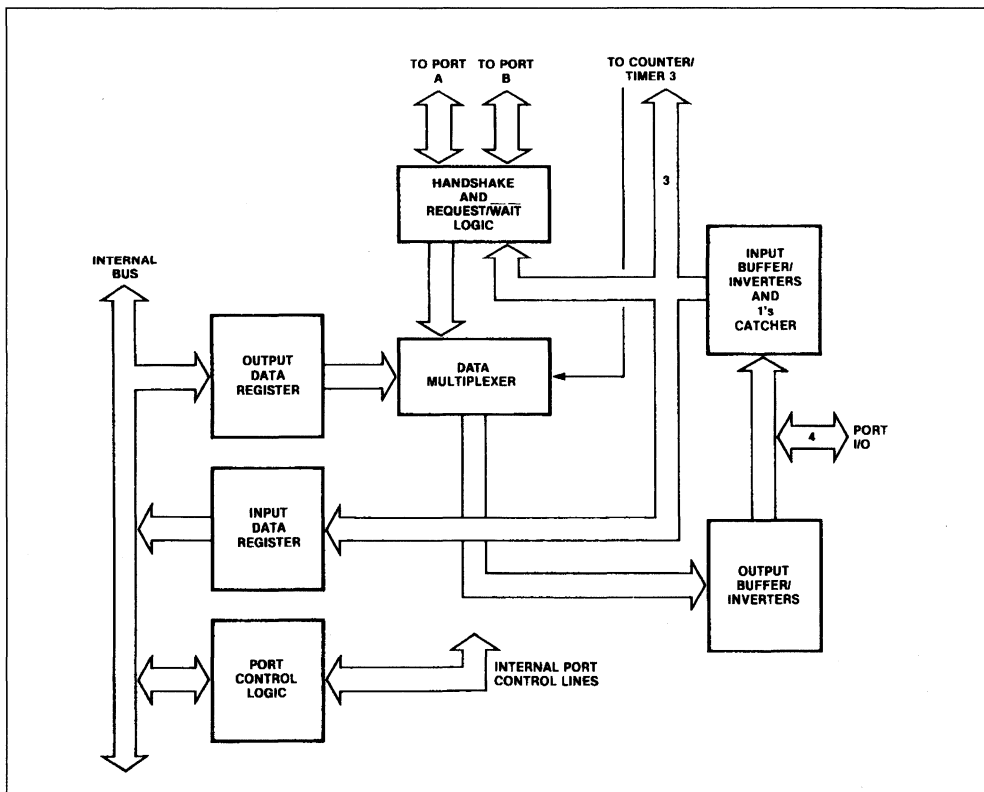 TO PORT
A
TO PORT
B
TO COUNTER/
TIMER 3
HANDSHAKE
AND
REQUEST/WAIT
LOGIC
3
INTERNAL
BUS
INPUT
BUFFER/
INVERTERS
AND
1's
CATCHER
OUTPUT
DATA
REGISTER
DATA
MULTIPLEXER
4
PORT
I/O
INPUT
DATA
REGISTER
OUTPUT
BUFFER/
INVERTERS
PORT
CONTROL
LOGIC
INTERNAL PORT
CONTROL LINES